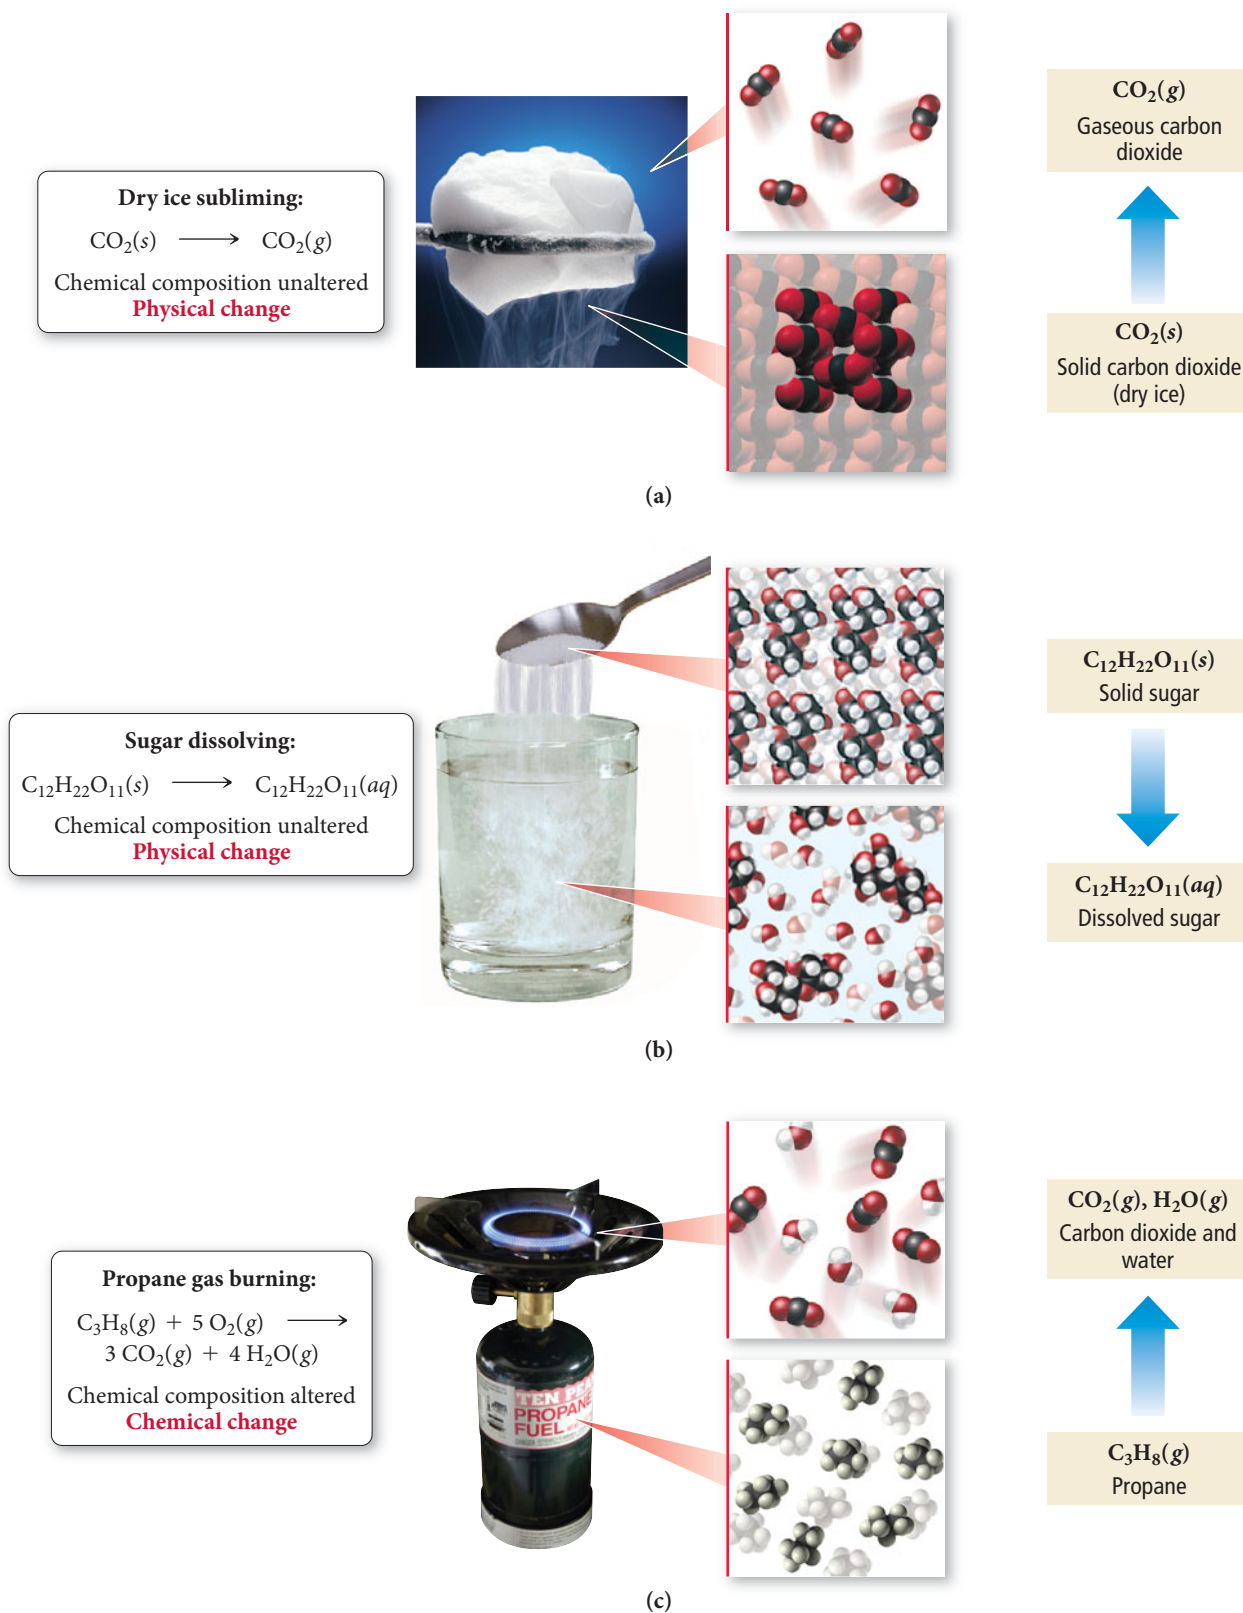 Dry ice subliming:
CO₂(s) ⟶ CO₂(g)
Chemical composition unaltered
Physical change
CO₂(g)
Gaseous carbon
dioxide
CO₂(s)
Solid carbon dioxide
(dry ice)
(a)
Sugar dissolving:
C₁₂H₂₂O₁₁(s) ⟶ C₁₂H₂₂O₁₁(aq)
Chemical composition unaltered
Physical change
C₁₂H₂₂O₁₁(s)
Solid sugar
C₁₂H₂₂O₁₁(aq)
Dissolved sugar
(b)
Propane gas burning:
C₃H₈(g) + 5 O₂(g) ⟶
3 CO₂(g) + 4 H₂O(g)
Chemical composition altered
Chemical change
TEN PEA
PROPANE
FUEL
CO₂(g), H₂O(g)
Carbon dioxide and
water
C₃H₈(g)
Propane
(c)